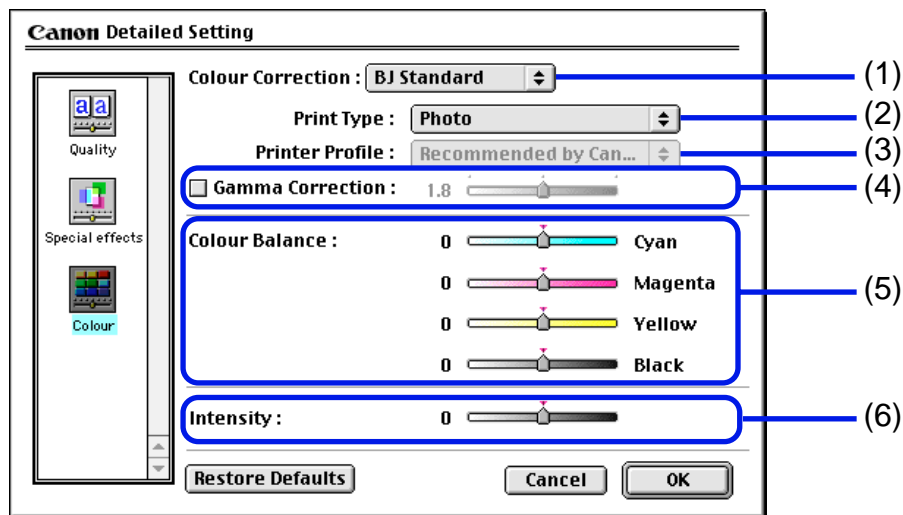 Canon Detailed Setting
Colour Correction : BJ Standard (1)
aa
Quality
Print Type : Photo (2)
Printer Profile : Recommended by Can... (3)
Gamma Correction : 1.8 (4)
Special effects
Colour Balance : 0 Cyan
0 Magenta (5)
Colour
0 Yellow
0 Black
Intensity : 0 (6)
Restore Defaults Cancel OK